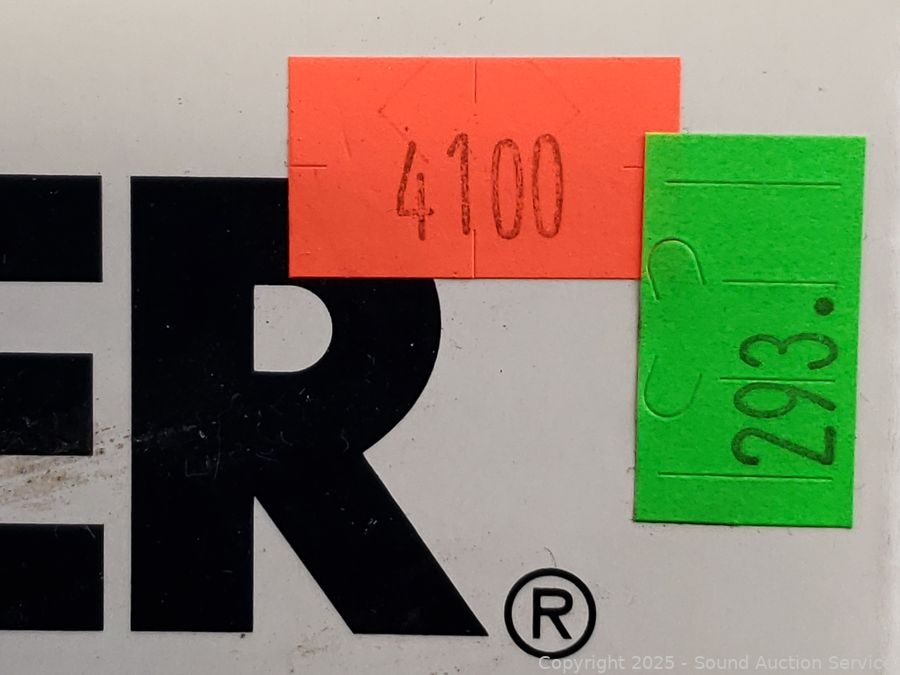 4100
293.
ER®
Copyright 2025 - Sound Auction Service